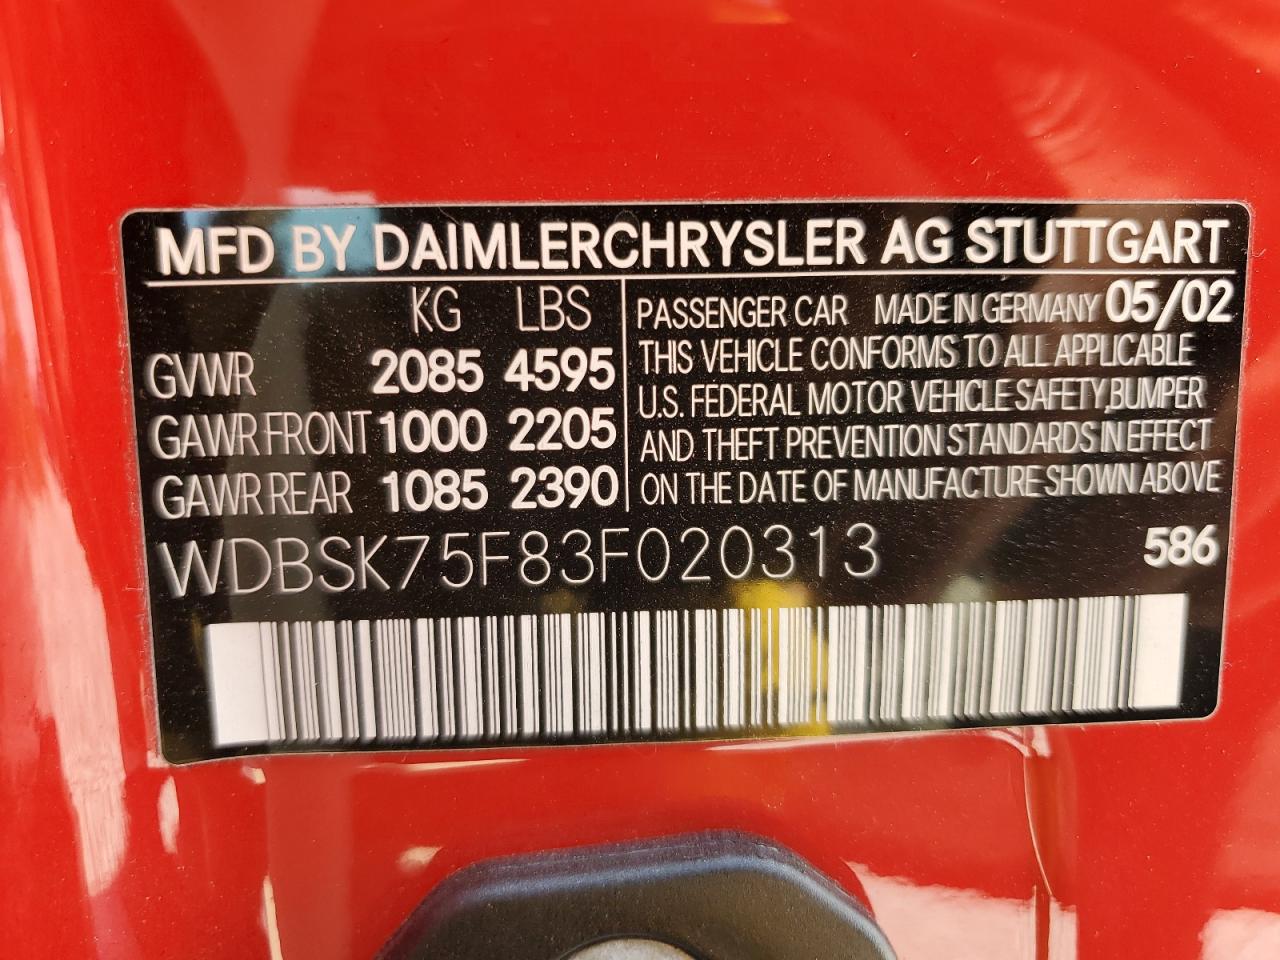 MFD BY DAIMLERCHRYSLER AG STUTTGART
KG LBS
GVWR 2085 4595
GAWR FRONT 1000 2205
GAWR REAR 1085 2390
PASSENGER CAR MADE IN GERMANY 05/02
THIS VEHICLE CONFORMS TO ALL APPLICABLE
U.S. FEDERAL MOTOR VEHICLE SAFETY,BUMPER
AND THEFT PREVENTION STANDARDS IN EFFECT
ON THE DATE OF MANUFACTURE SHOWN ABOVE
WDBSK75F83F020313 586